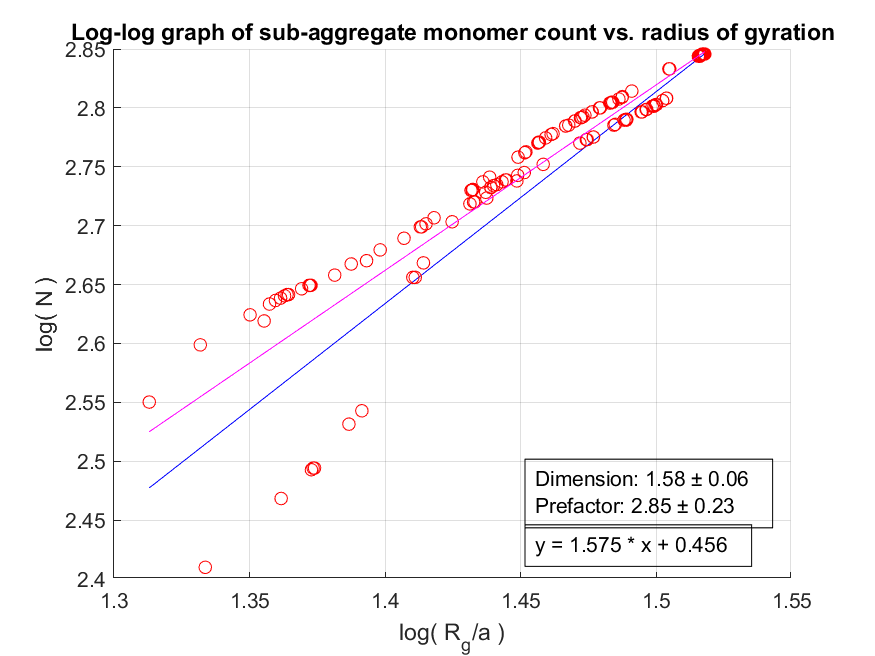 Log-log graph of sub-aggregate monomer count vs. radius of gyration
2.85
2.8
2.75
2.7
2.65
2.6
2.55
2.5
2.45
2.4
log( N )
Dimension: 1.58 ± 0.06
Prefactor: 2.85 ± 0.23
y = 1.575 * x + 0.456
1.3 1.35 1.4 1.45 1.5 1.55
log( R_g/a )